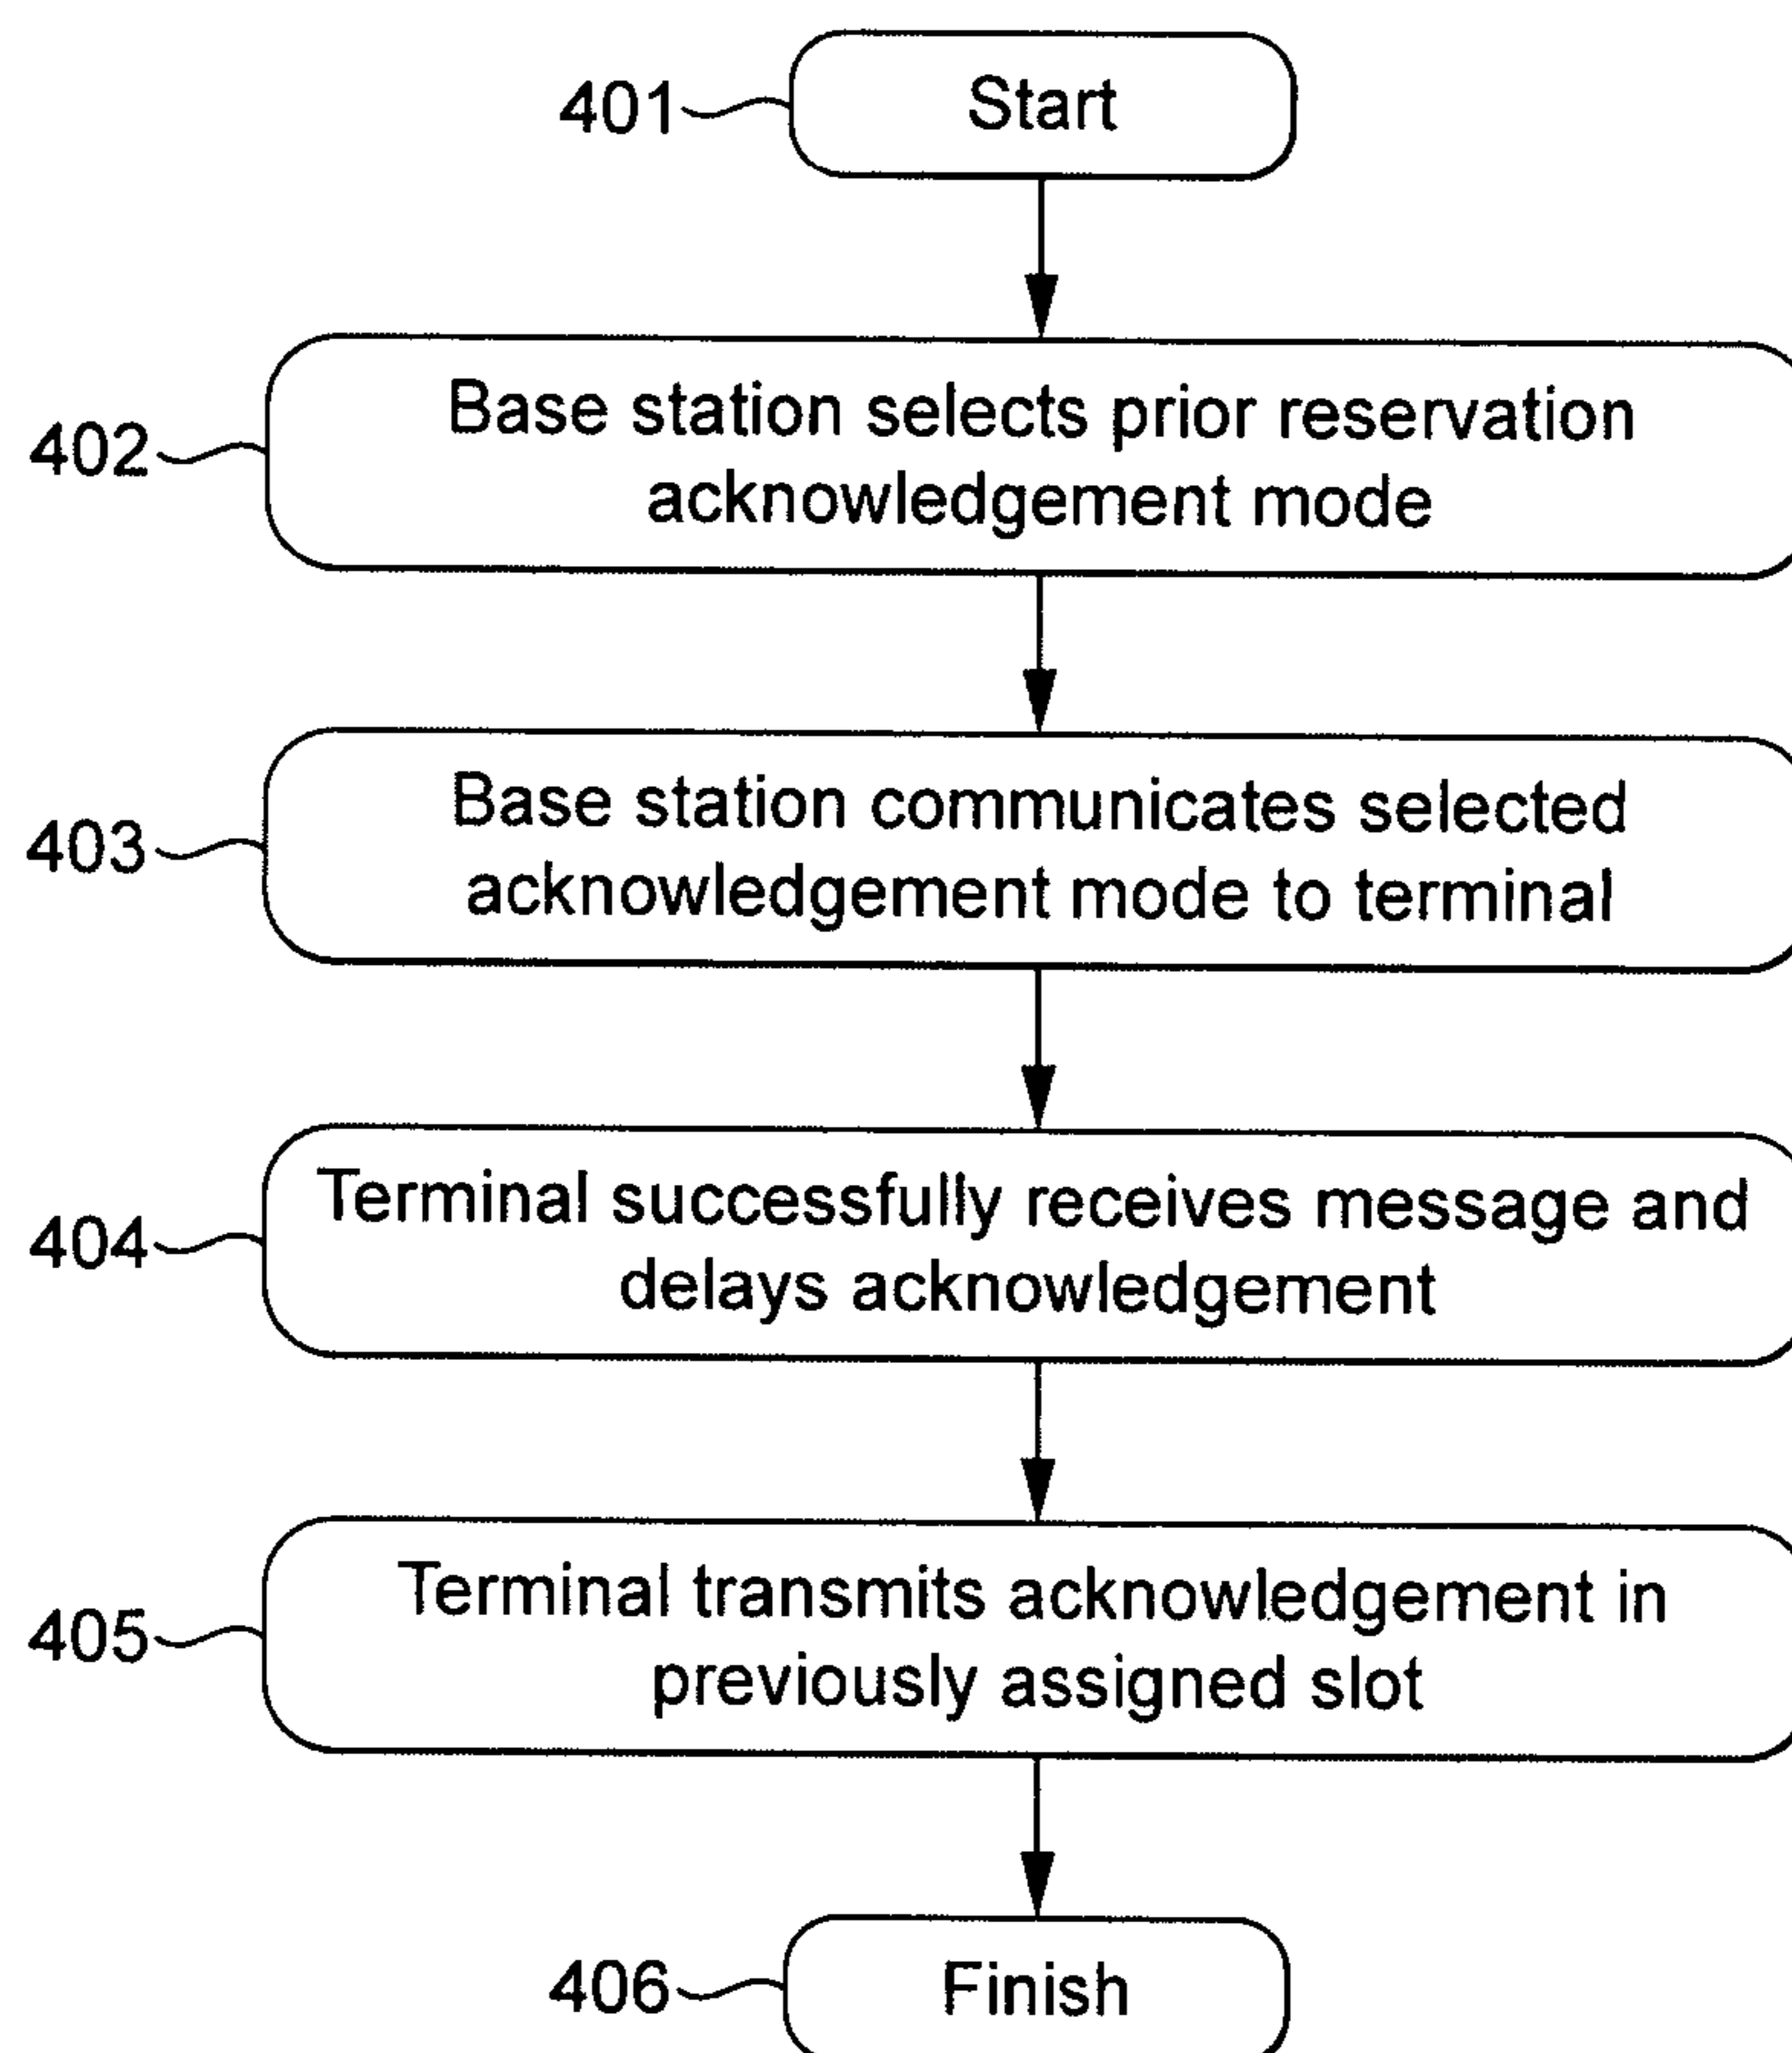 401
Start
402
Base station selects prior reservation
acknowledgement mode
403
Base station communicates selected
acknowledgement mode to terminal
404
Terminal successfully receives message and
delays acknowledgement
405
Terminal transmits acknowledgement in
previously assigned slot
406
Finish